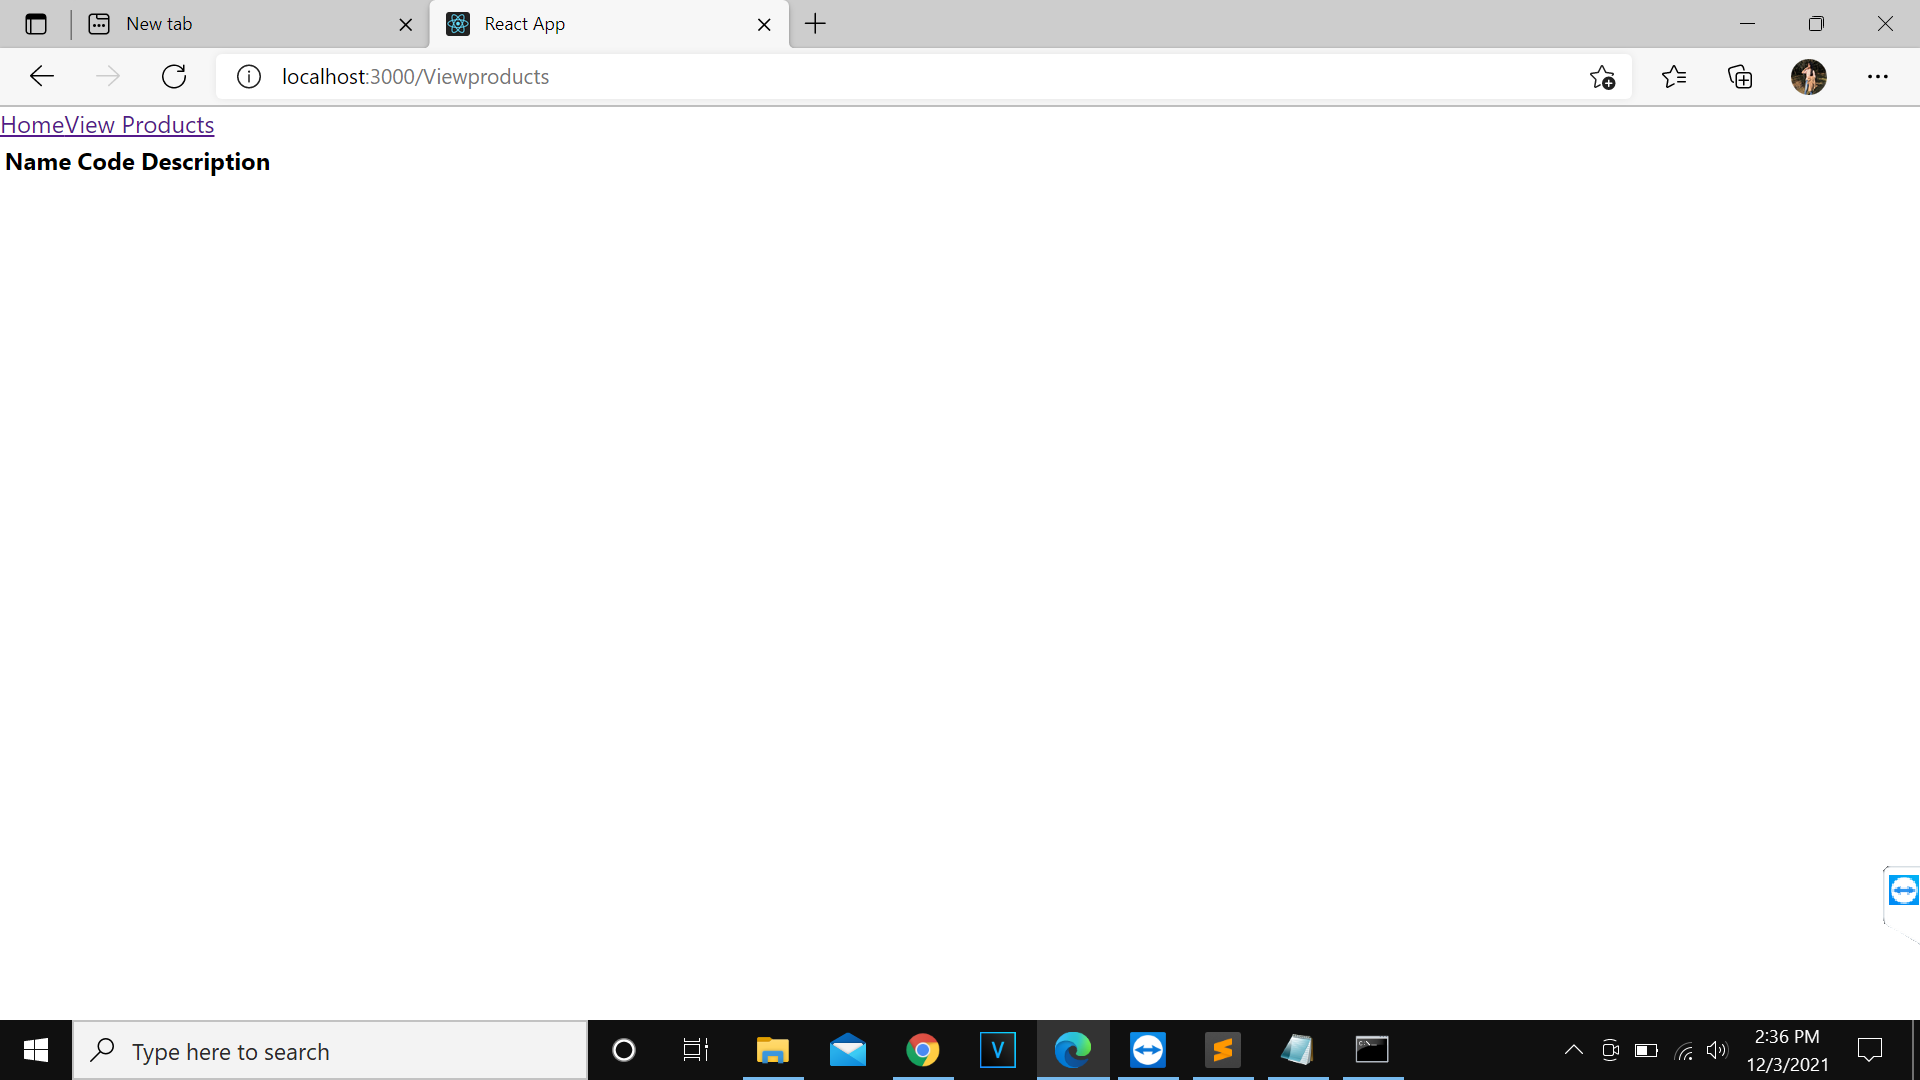 New tab
React App
localhost:3000/Viewproducts
HomeView Products
Name Code Description
Type here to search
V
2:36 PM
12/3/2021